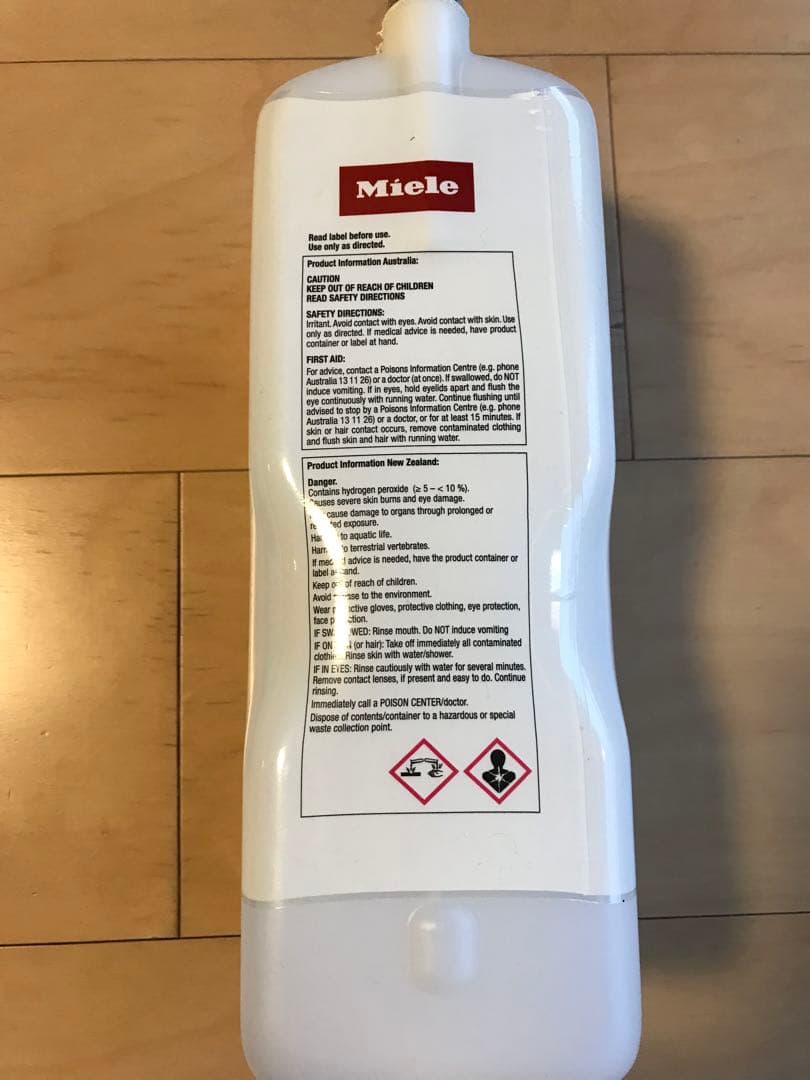 Miele
Read label before use.
Use only as directed.
Product Information Australia:
CAUTION
KEEP OUT OF REACH OF CHILDREN
READ SAFETY DIRECTIONS
SAFETY DIRECTIONS:
Irritant. Avoid contact with eyes. Avoid contact with skin. Use
only as directed. If medical advice is needed, have product
container or label at hand.
FIRST AID:
For advice, contact a Poisons Information Centre (e.g. phone
Australia 13 11 26) or a doctor (at once). If swallowed, do NOT
induce vomiting. If in eyes, hold eyelids apart and flush the
eye continuously with running water. Continue flushing until
advised to stop by a Poisons Information Centre (e.g. phone
Australia 13 11 26) or a doctor, or for at least 15 minutes. If
skin or hair contact occurs, remove contaminated clothing
and flush skin and hair with running water.
Product Information New Zealand:
Danger.
Contains hydrogen peroxide (≥ 5 – < 10 %).
severe skin burns and eye damage.
cause damage to organs through prolonged or
exposure.
to aquatic life.
terrestrial vertebrates.
If advice is needed, have the product container or
label
Keep of reach of children.
Avoid to the environment.
Wear gloves, protective clothing, eye protection,
face
IF Rinse mouth. Do NOT induce vomiting
IF ON (or hair): Take off immediately all contaminated
Rinse skin with water/shower.
IF IN EYES: Rinse cautiously with water for several minutes.
Remove contact lenses, if present and easy to do. Continue
rinsing.
Immediately call a POISON CENTER/doctor.
Dispose of contents/container to a hazardous or special
waste collection point.